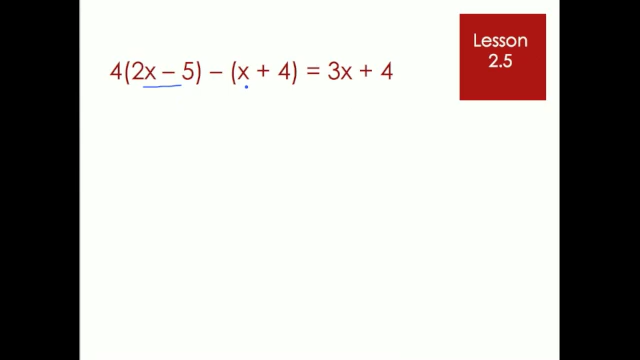 4(2x – 5) – (x + 4) = 3x + 4
Lesson
2.5